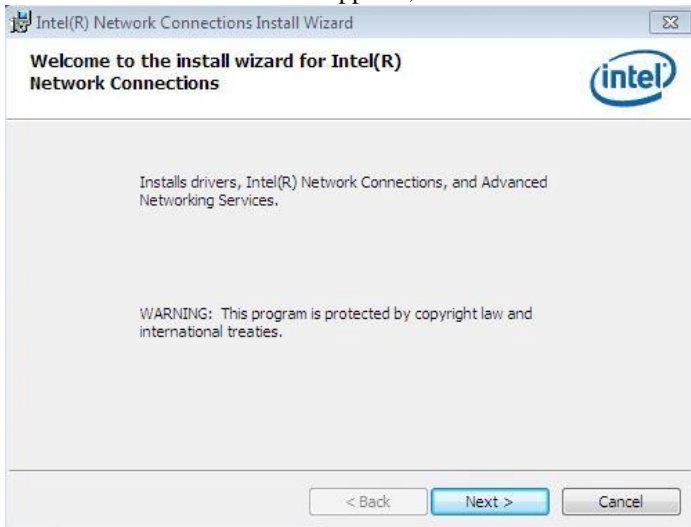 Intel(R) Network Connections Install Wizard
Welcome to the install wizard for Intel(R)
Network Connections
intel
Installs drivers, Intel(R) Network Connections, and Advanced
Networking Services.
WARNING: This program is protected by copyright law and
international treaties.
< Back Next > Cancel